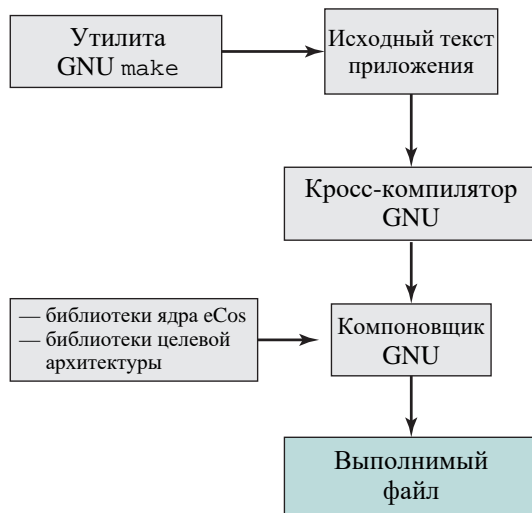 Утилита
GNU make
Исходный текст
приложения
Кросс-компилятор
GNU
— библиотеки ядра eCos
— библиотеки целевой
архитектуры
Компоновщик
GNU
Выполнимый
файл